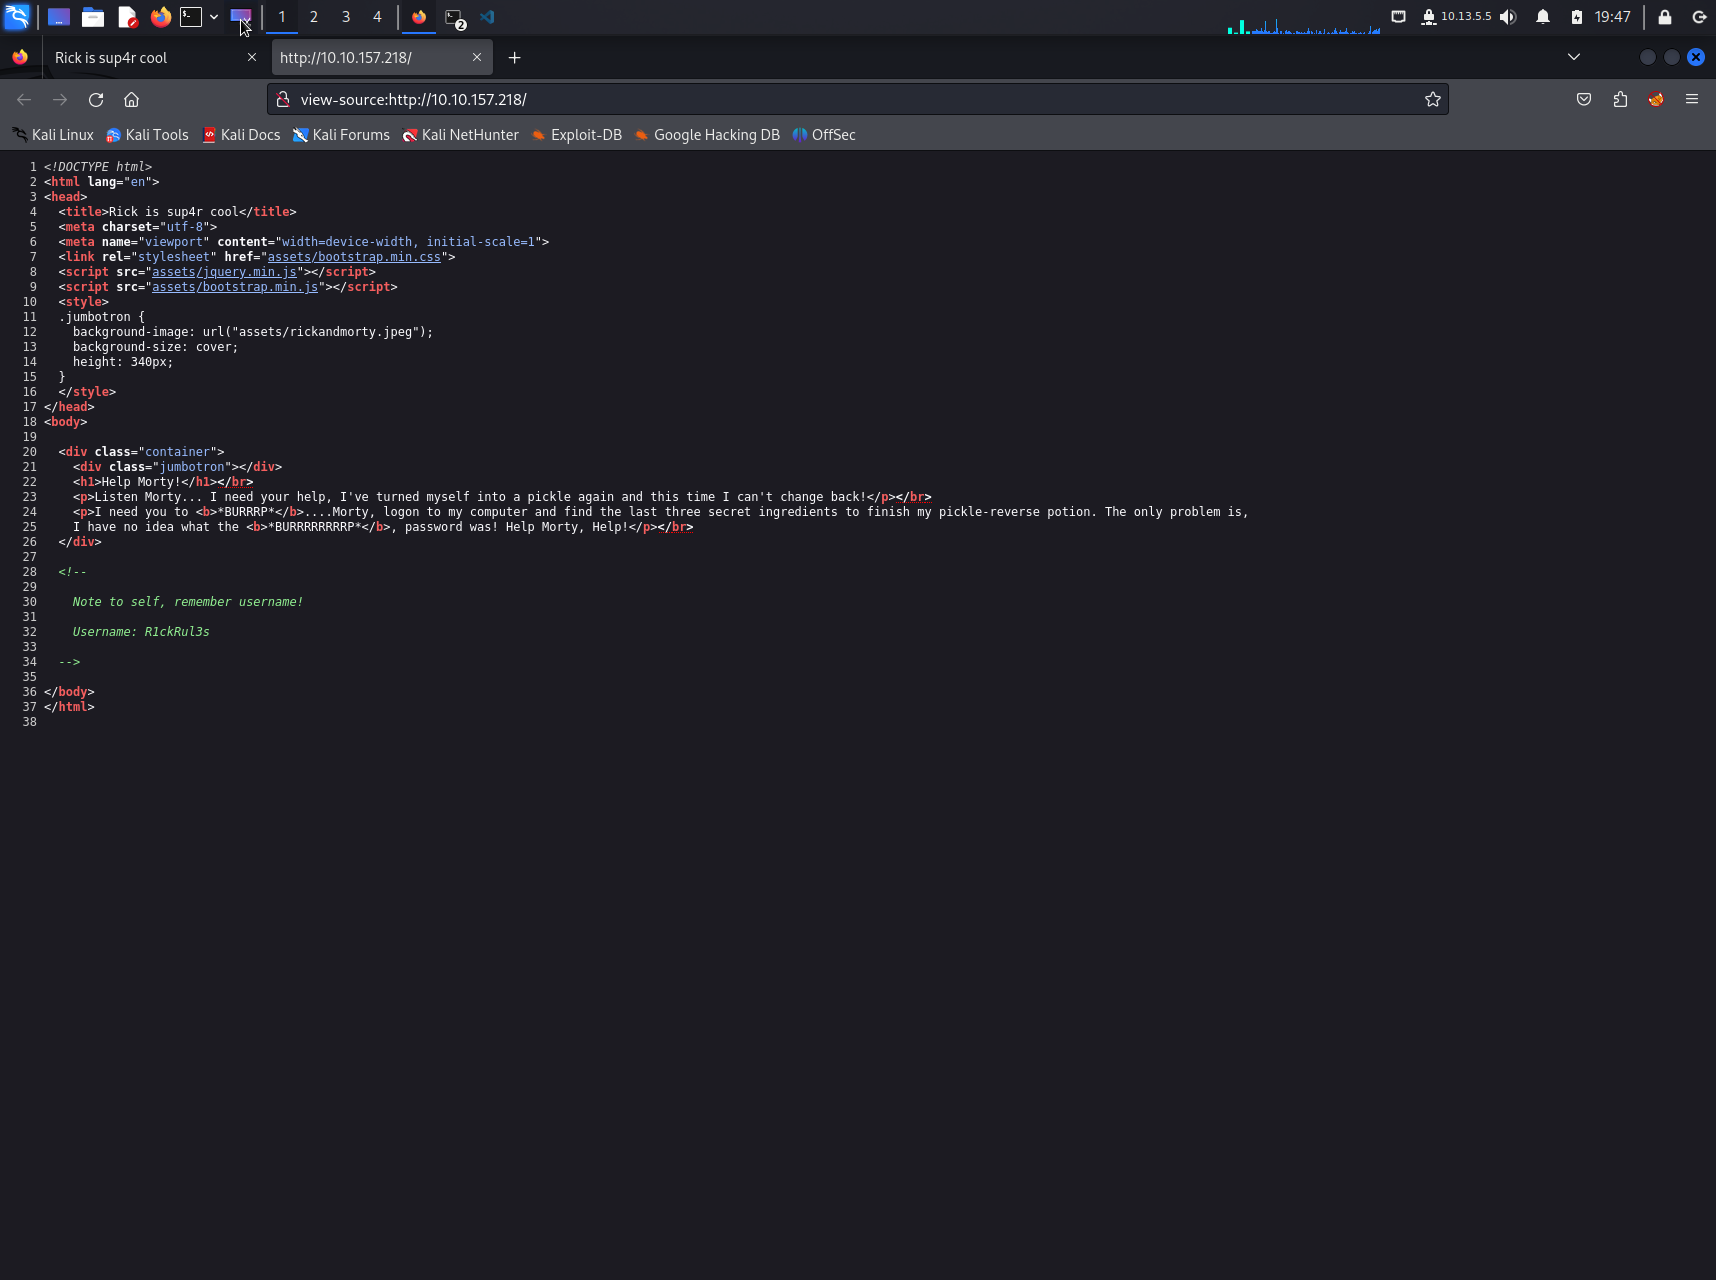 1 2 3 4 2 10.13.5.5 19:47
Rick is sup4r cool http://10.10.157.218/
view-source:http://10.10.157.218/
Kali Linux Kali Tools Kali Docs Kali Forums Kali NetHunter Exploit-DB Google Hacking DB OffSec
1 <!DOCTYPE html>
2 <html lang="en">
3 <head>
4   <title>Rick is sup4r cool</title>
5   <meta charset="utf-8">
6   <meta name="viewport" content="width=device-width, initial-scale=1">
7   <link rel="stylesheet" href="assets/bootstrap.min.css">
8   <script src="assets/jquery.min.js"></script>
9   <script src="assets/bootstrap.min.js"></script>
10   <style>
11   .jumbotron {
12     background-image: url("assets/rickandmorty.jpeg");
13     background-size: cover;
14     height: 340px;
15   }
16   </style>
17 </head>
18 <body>
19
20   <div class="container">
21     <div class="jumbotron"></div>
22     <h1>Help Morty!</h1></br>
23     <p>Listen Morty... I need your help, I've turned myself into a pickle again and this time I can't change back!</p></br>
24     <p>I need you to <b>*BURRRP*</b>....Morty, logon to my computer and find the last three secret ingredients to finish my pickle-reverse potion. The only problem is,
25     I have no idea what the <b>*BURRRRRRRRP*</b>, password was! Help Morty, Help!</p></br>
26   </div>
27
28   <!--
29
30     Note to self, remember username!
31
32     Username: R1ckRul3s
33
34   -->
35
36 </body>
37 </html>
38